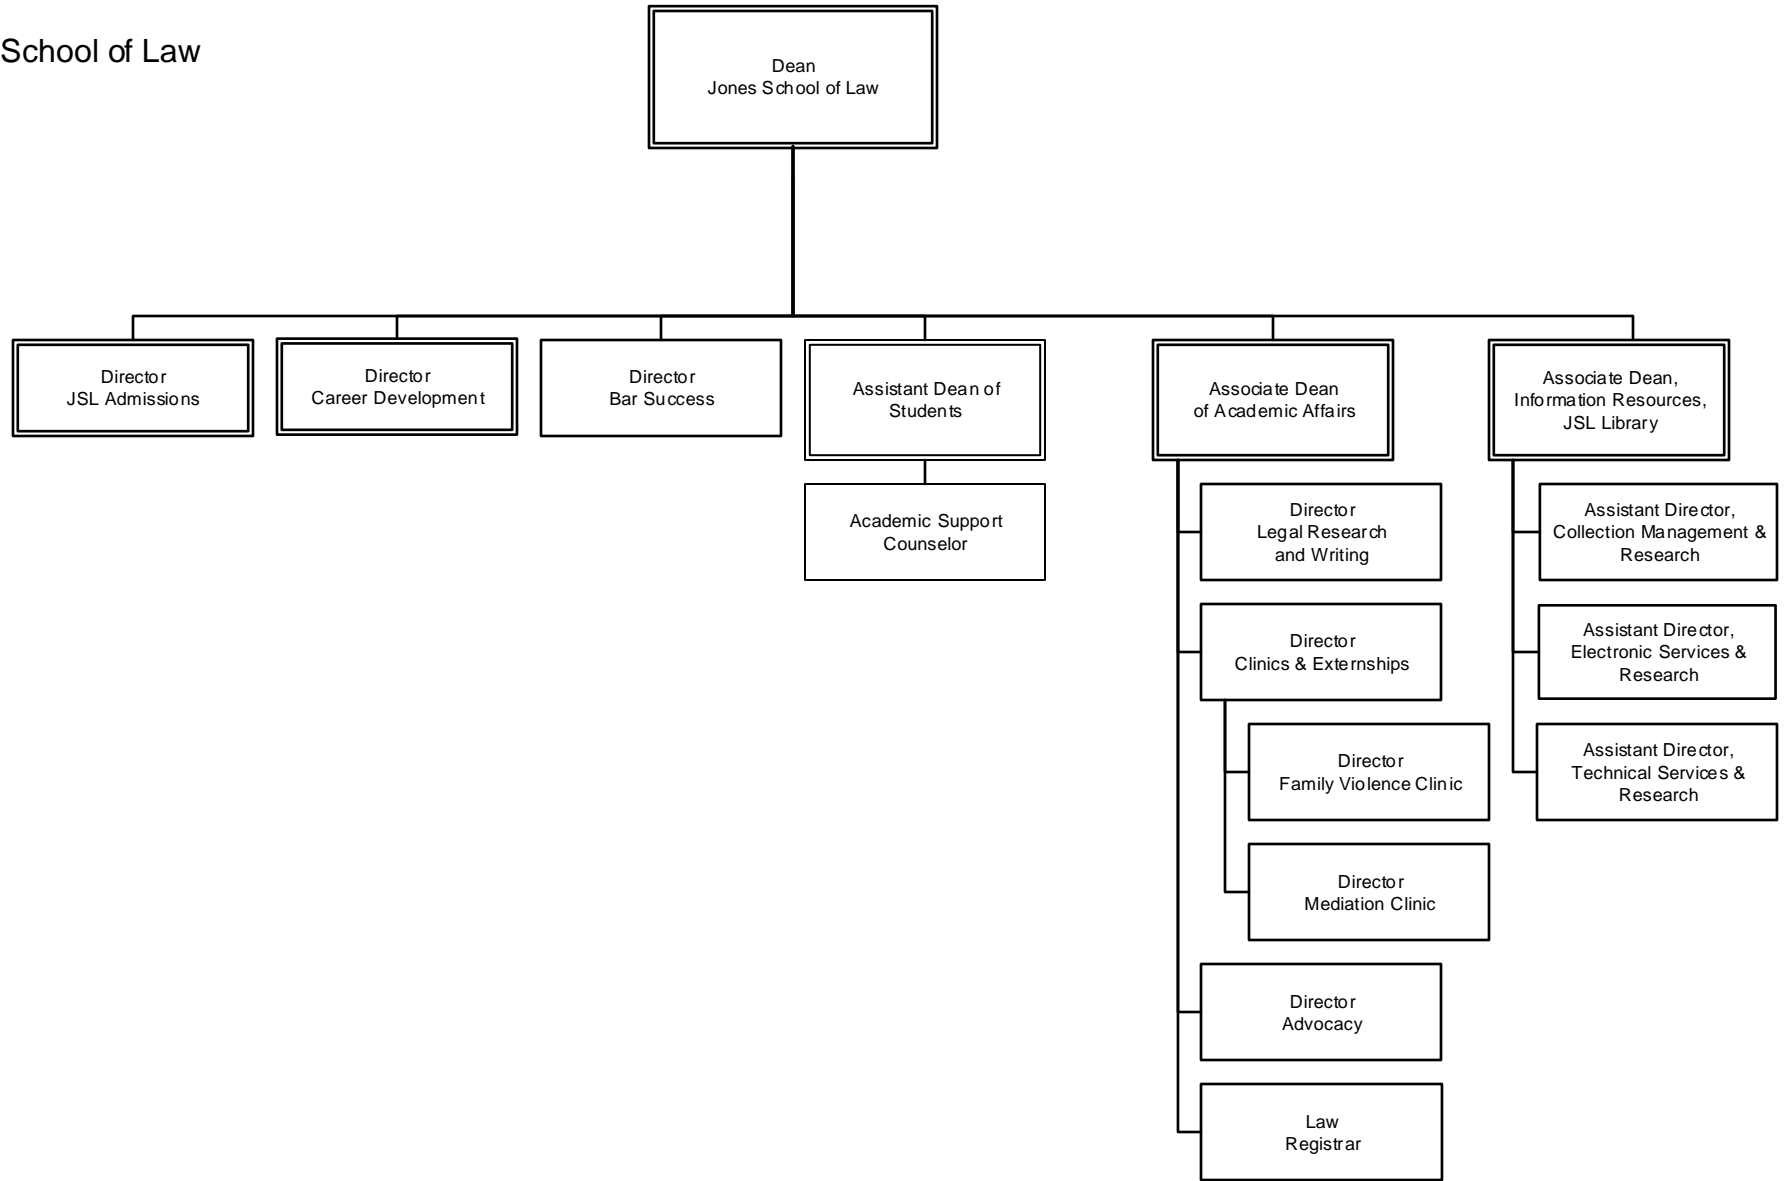 School of Law
Dean
Jones School of Law
Director
JSL Admissions
Director
Career Development
Director
Bar Success
Assistant Dean of
Students
Associate Dean
of Academic Affairs
Associate Dean,
Information Resources,
JSL Library
Academic Support
Counselor
Director
Legal Research
and Writing
Assistant Director,
Collection Management &
Research
Director
Clinics & Externships
Assistant Director,
Electronic Services &
Research
Director
Family Violence Clinic
Assistant Director,
Technical Services &
Research
Director
Mediation Clinic
Director
Advocacy
Law
Registrar